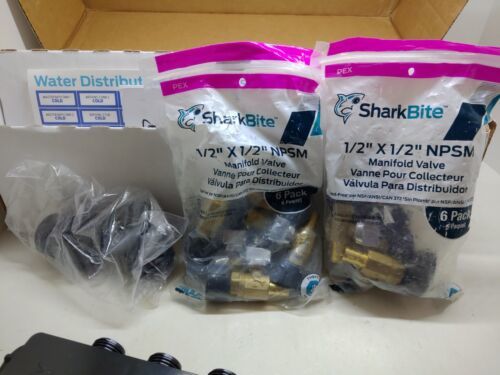 Water Distribut
COLD
COLD
COLD
COLD
PEX
SharkBite
1/2" X 1/2" NPSM
Manifold Valve
Vanne Pour Collecteur
Válvula Para Distribuidor
6 Pack
PEX
SharkBite
1/2" X 1/2" NPSM
Manifold Valve
Vanne Pour Collecteur
Válvula Para Distribuidor
6 Pack